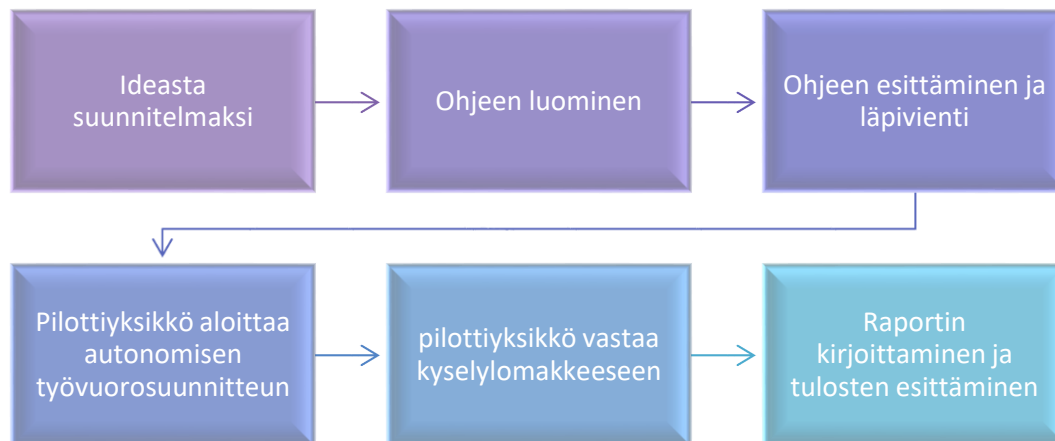 Ideasta
suunnitelmaksi
Ohjeen luominen
Ohjeen esittäminen ja
läpivienti
Pilottiyksikkö aloittaa
autonomisen
työvuorosuunnitteun
pilottiyksikkö vastaa
kyselylomakkeeseen
Raportin
kirjoittaminen ja
tulosten esittäminen